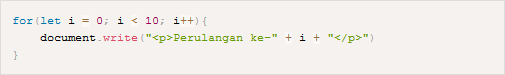 for(let i = 0; i < 10; i++){
    document.write("<p>Perulangan ke-" + i + "</p>")
}